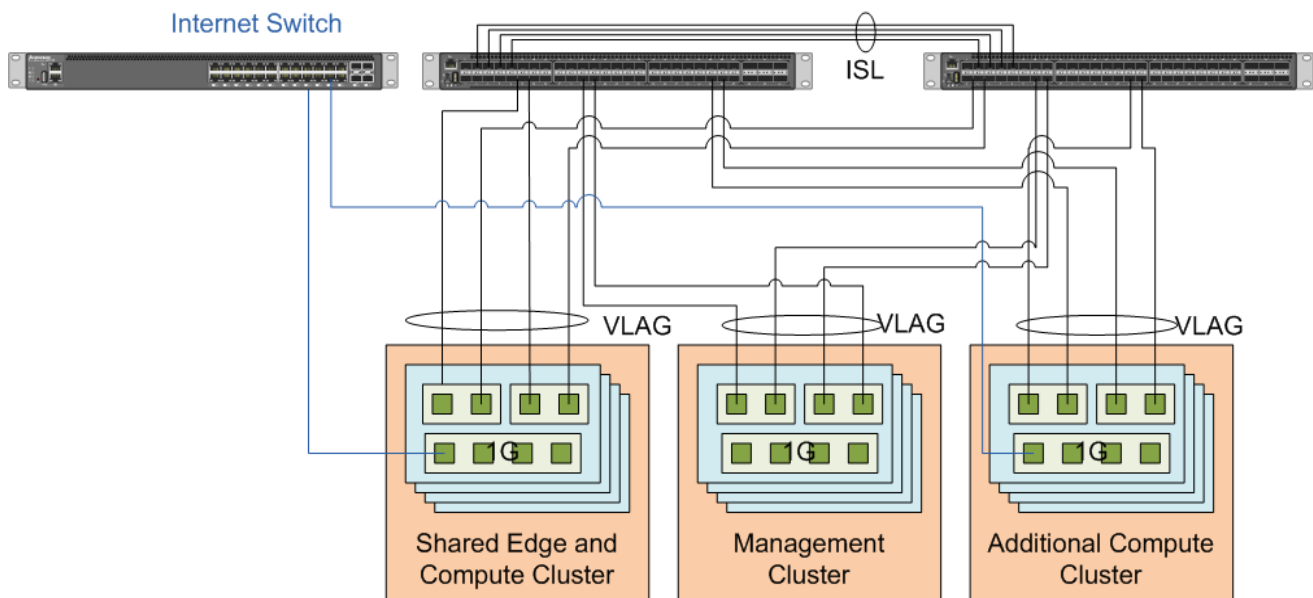 Internet Switch
ISL
VLAG
VLAG
VLAG
1G
1G
1G
Shared Edge and
Compute Cluster
Management
Cluster
Additional Compute
Cluster